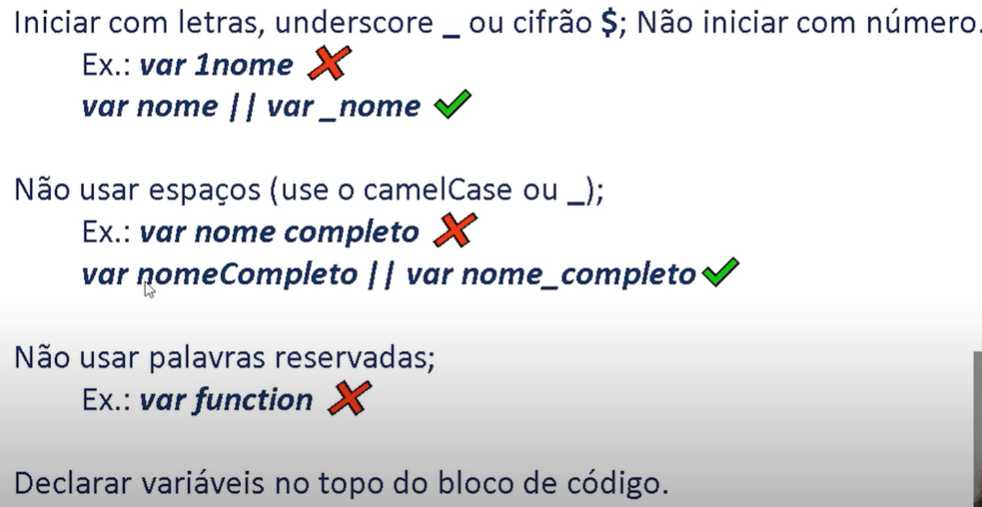 Iniciar com letras, underscore _ ou cifrão $; Não iniciar com número.
Ex.: var 1nome
var nome || var _nome
Não usar espaços (use o camelCase ou _);
Ex.: var nome completo
var nomeCompleto || var nome_completo
Não usar palavras reservadas;
Ex.: var function
Declarar variáveis no topo do bloco de código.